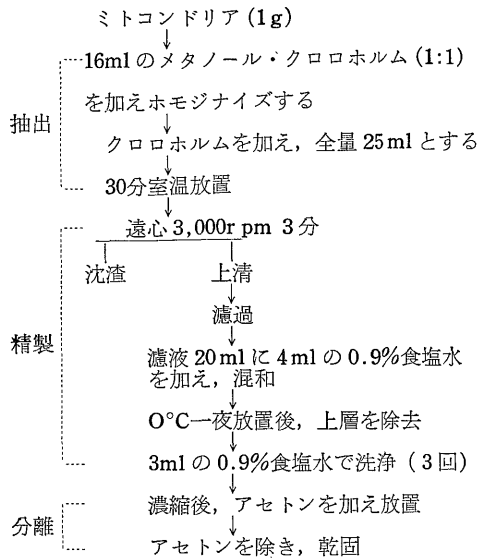 ミトコンドリア (1g)
16mlのメタノール・クロロホルム (1:1)
を加えホモジナイズする
抽出
クロロホルムを加え，全量25mlとする
30分室温放置
遠心3,000r pm 3分
沈渣
上清
濾過
精製
濾液20mlに4mlの0.9%食塩水
を加え，混和
0°C一夜放置後，上層を除去
3mlの0.9%食塩水で洗浄（3回）
濃縮後，アセトンを加え放置
分離
アセトンを除き，乾固